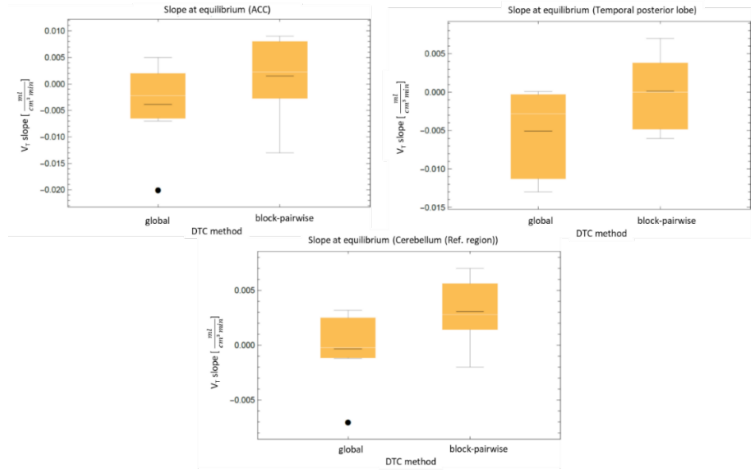 Slope at equilibrium (ACC)
V_T slope [ml / cm³ min]
0.010
0.005
0.000
−0.005
−0.010
−0.015
−0.020
global
block-pairwise
DTC method
Slope at equilibrium (Temporal posterior lobe)
V_T slope [ml / cm³ min]
0.005
0.000
−0.005
−0.010
−0.015
global
block-pairwise
DTC method
Slope at equilibrium (Cerebellum (Ref. region))
V_T slope [ml / cm³ min]
0.005
0.000
−0.005
global
block-pairwise
DTC method